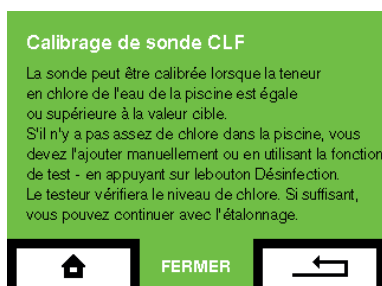 Calibrage de sonde CLF
La sonde peut être calibrée lorsque la teneur
en chlore de l'eau de la piscine est égale
ou supérieure à la valeur cible.
S'il n'y a pas assez de chlore dans la piscine, vous
devez l'ajouter manuellement ou en utilisant la fonction
de test - en appuyant sur lebouton Désinfection.
Le testeur vérifiera le niveau de chlore. Si suffisant,
vous pouvez continuer avec l'étalonnage.
FERMER